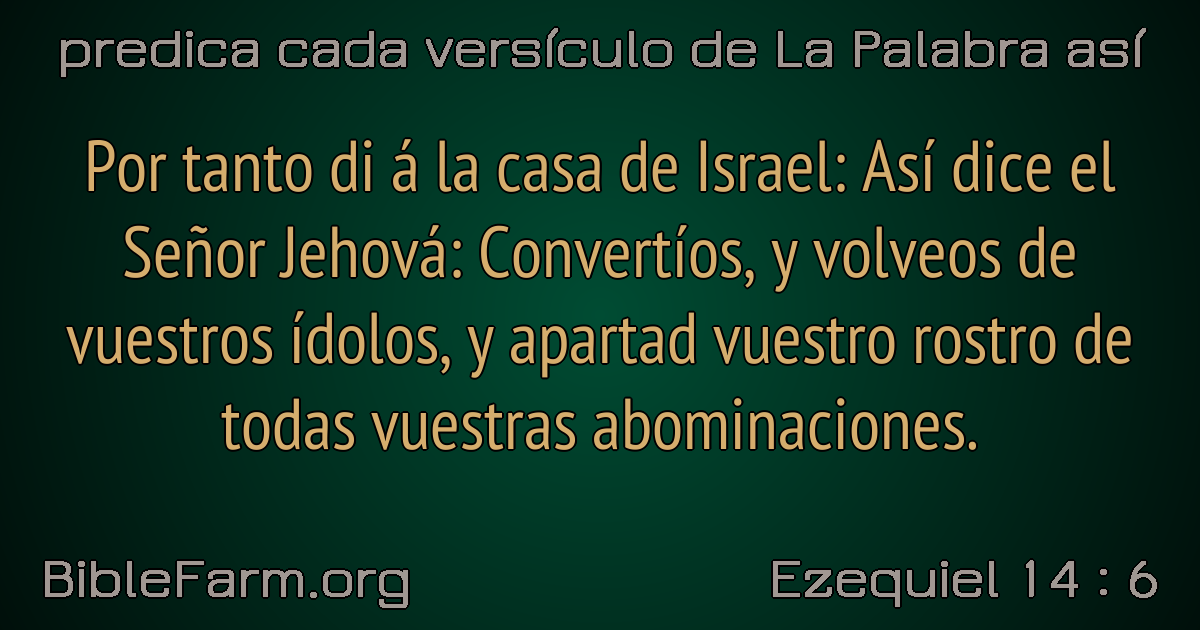 predica cada versículo de La Palabra así
Por tanto di á la casa de Israel: Así dice el
Señor Jehová: Convertíos, y volveos de
vuestros ídolos, y apartad vuestro rostro de
todas vuestras abominaciones.
BibleFarm.org
Ezequiel 14 : 6